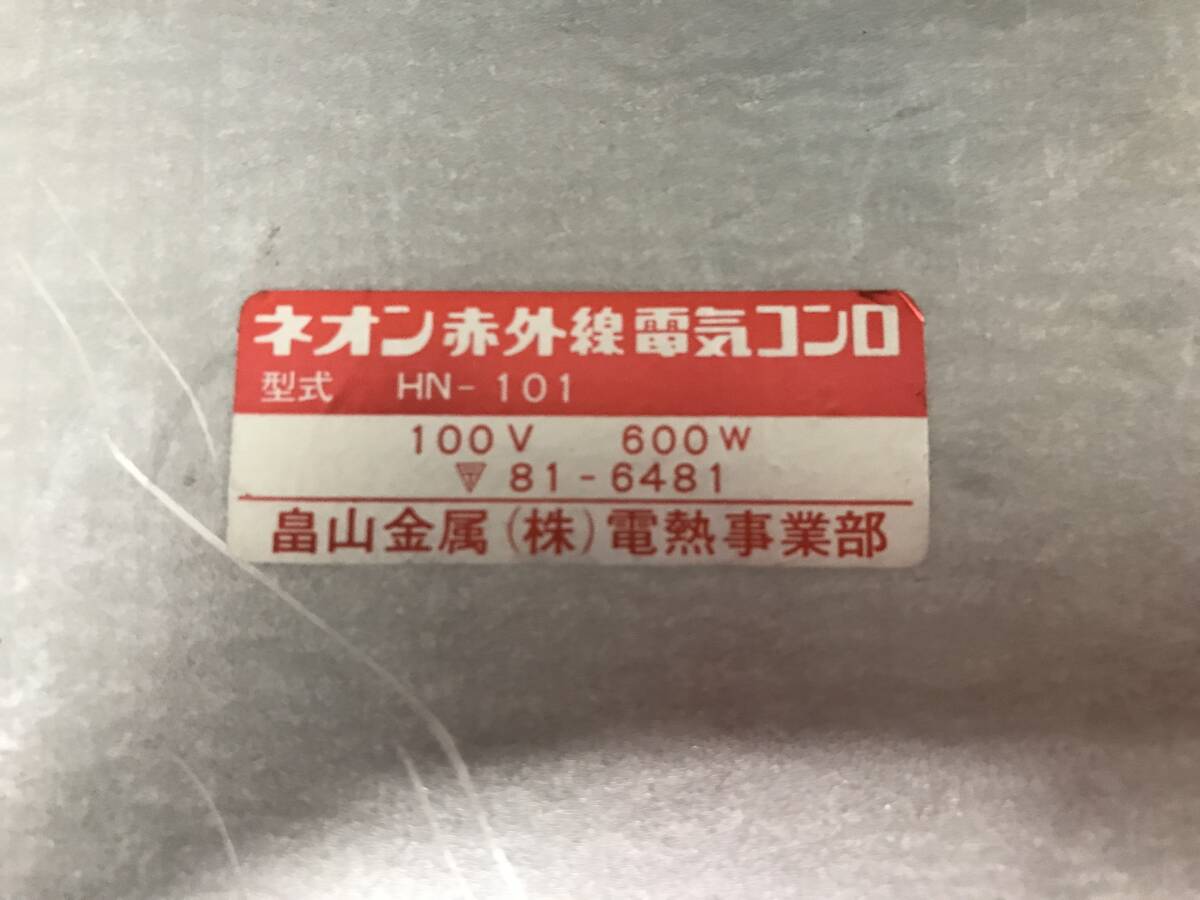 ネオン赤外線電気コンロ
型式 HN-101
100V 600W
81-6481
畠山金属(株)電熱事業部